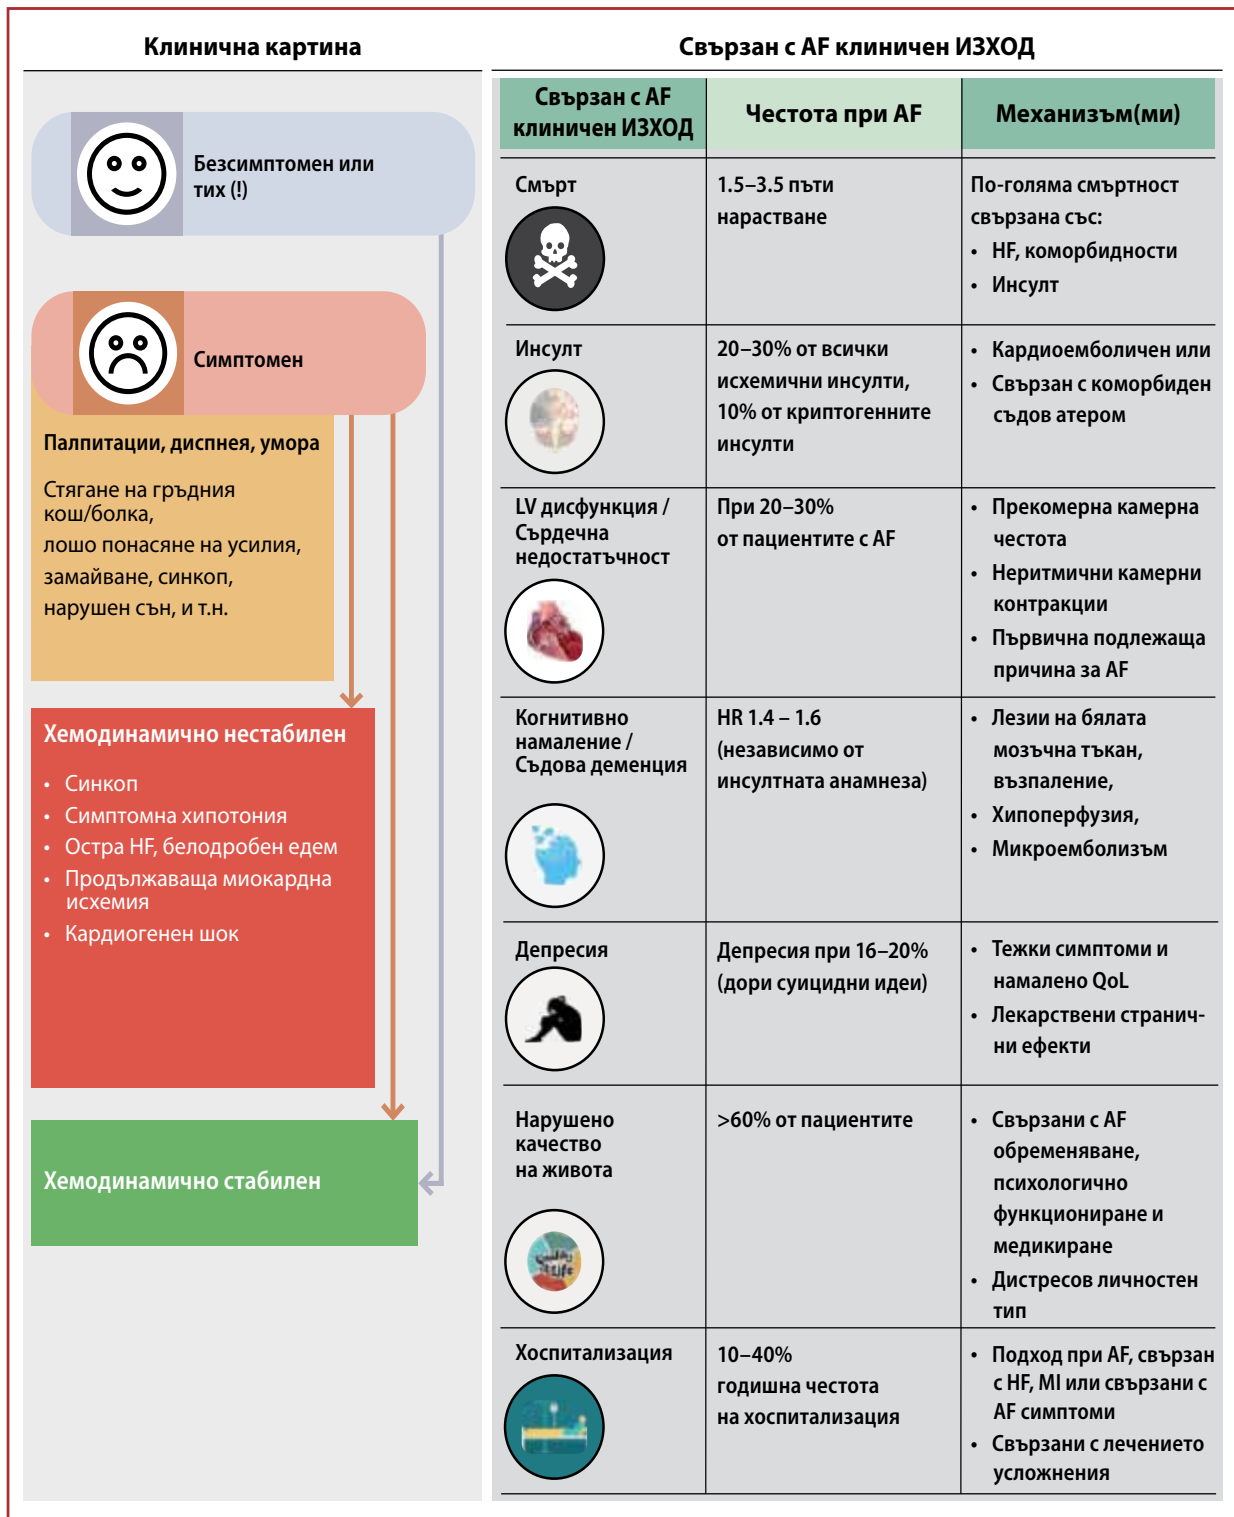 Клинична картина
Безсимптомен или
тих (!)
Симптомен
Палпитации, диспнея, умора
Стягане на гръдния
кош/болка,
лошо понасяне на усилия,
замайване, синкоп,
нарушен сън, и т.н.
Хемодинамично нестабилен
• Синкоп
• Симптомна хипотония
• Остра HF, белодробен едем
• Продължаваща миокардна
исхемия
• Кардиогенен шок
Хемодинамично стабилен
Свързан с AF клиничен ИЗХОД
Свързан с AF
клиничен ИЗХОД
Честота при AF
Механизъм(ми)
Смърт
1.5–3.5 пъти
нарастване
По-голяма смъртност
свързана със:
• HF, коморбидности
• Инсулт
Инсулт
20–30% от всички
исхемични инсулти,
10% от криптогенните
инсулти
• Кардиоемболичен или
• Свързан с коморбиден
съдов атером
LV дисфункция /
Сърдечна
недостатъчност
При 20–30%
от пациентите с AF
• Прекомерна камерна
честота
• Неритмични камерни
контракции
• Първична подлежаща
причина за AF
Когнитивно
намаление /
Съдова деменция
HR 1.4 – 1.6
(независимо от
инсултната анамнеза)
• Лезии на бялата
мозъчна тъкан,
възпаление,
• Хипоперфузия,
• Микроемболизъм
Депресия
Депресия при 16–20%
(дори суицидни идеи)
• Тежки симптоми и
намалено QoL
• Лекарствени странич-
ни ефекти
Нарушено
качество
на живота
Quality
of Life
>60% от пациентите
• Свързани с AF
обременяване,
психологично
функциониране и
медикиране
• Дистресов личностен
тип
Хоспитализация
10–40%
годишна честота
на хоспитализация
• Подход при AF, свързан
с HF, MI или свързани с
AF симптоми
• Свързани с лечението
усложнения